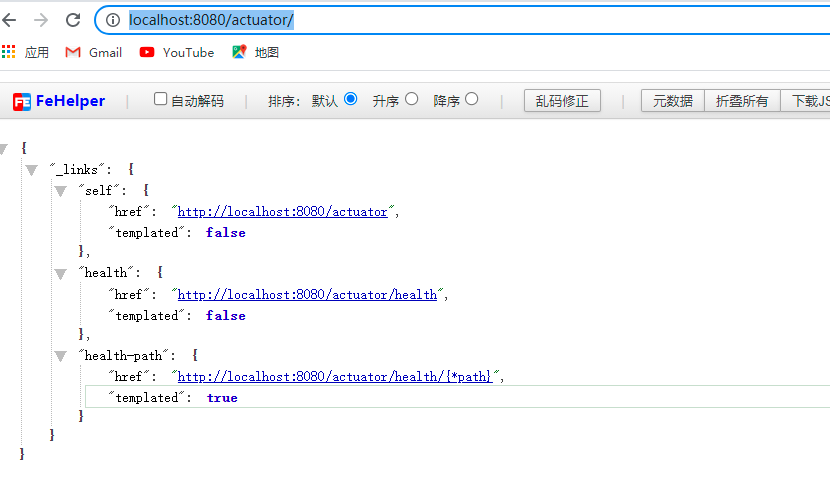 localhost:8080/actuator/
应用 Gmail YouTube 地图
FeHelper | 自动解码 | 排序: 默认 升序 降序 | 乱码修正 | 元数据 折叠所有 下载JS
{
"_links": {
"self": {
"href": "http://localhost:8080/actuator",
"templated": false
},
"health": {
"href": "http://localhost:8080/actuator/health",
"templated": false
},
"health-path": {
"href": "http://localhost:8080/actuator/health/{*path}",
"templated": true
}
}
}